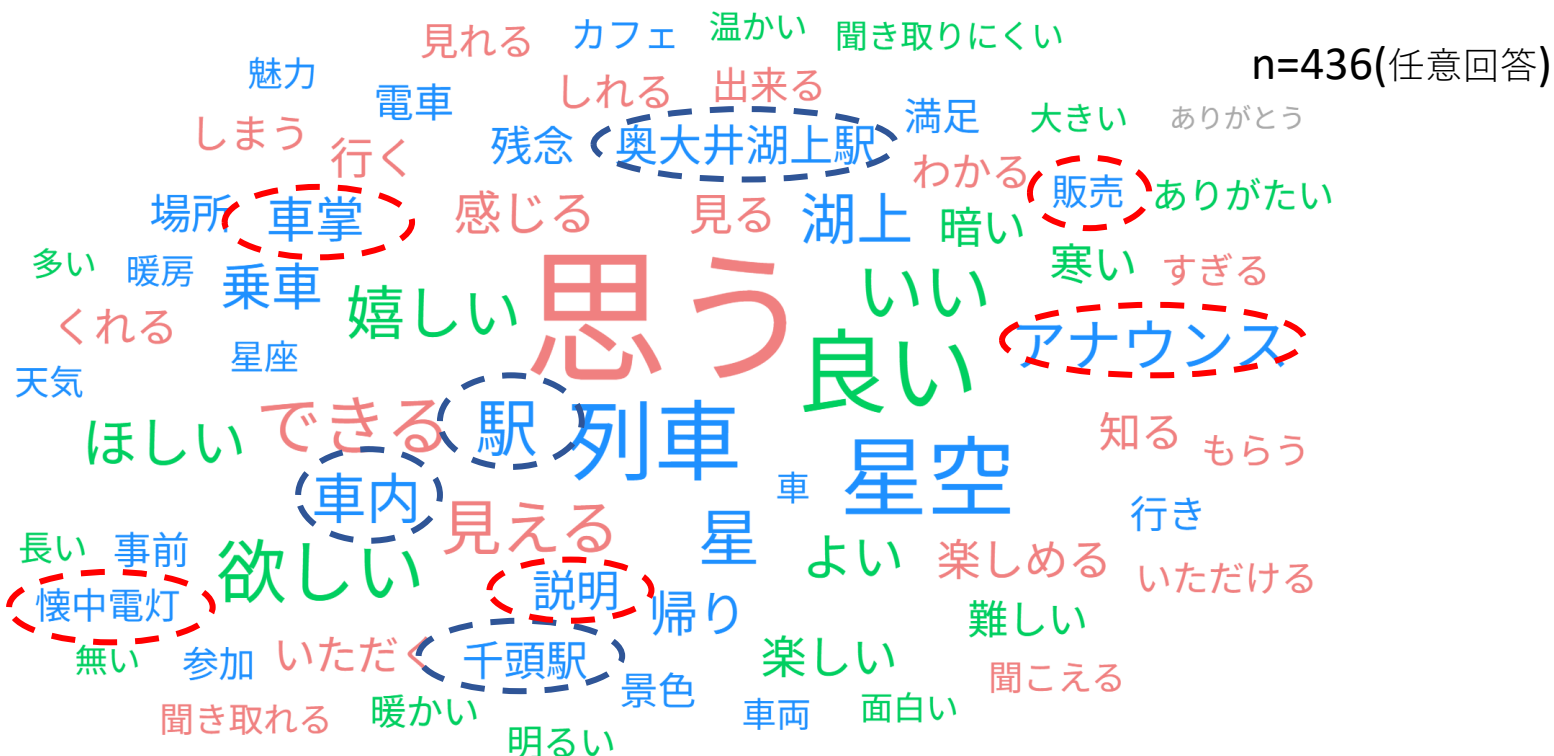 見れる カフェ 温かい 聞き取りにくい
n=436(任意回答)
魅力 電車 しれる 出来る 満足 大きい ありがとう
しまう 行く 残念 奥大井湖上駅 わかる 販売 ありがたい
場所 車掌 感じる 見る 湖上 暗い 寒い すぎる
多い 暖房 乗車 嬉しい 思う いい アナウンス
くれる 星座 良い
天気 ほしい できる 駅 列車 星空 知る もらう
車内 見える 車 星 行き
長い 事前 欲しい 説明 よい 楽しめる いただける
懐中電灯 帰り 難しい
無い 参加 いただく 千頭駅 景色 楽しい 聞こえる
聞き取れる 暖かい 明るい 車両 面白い